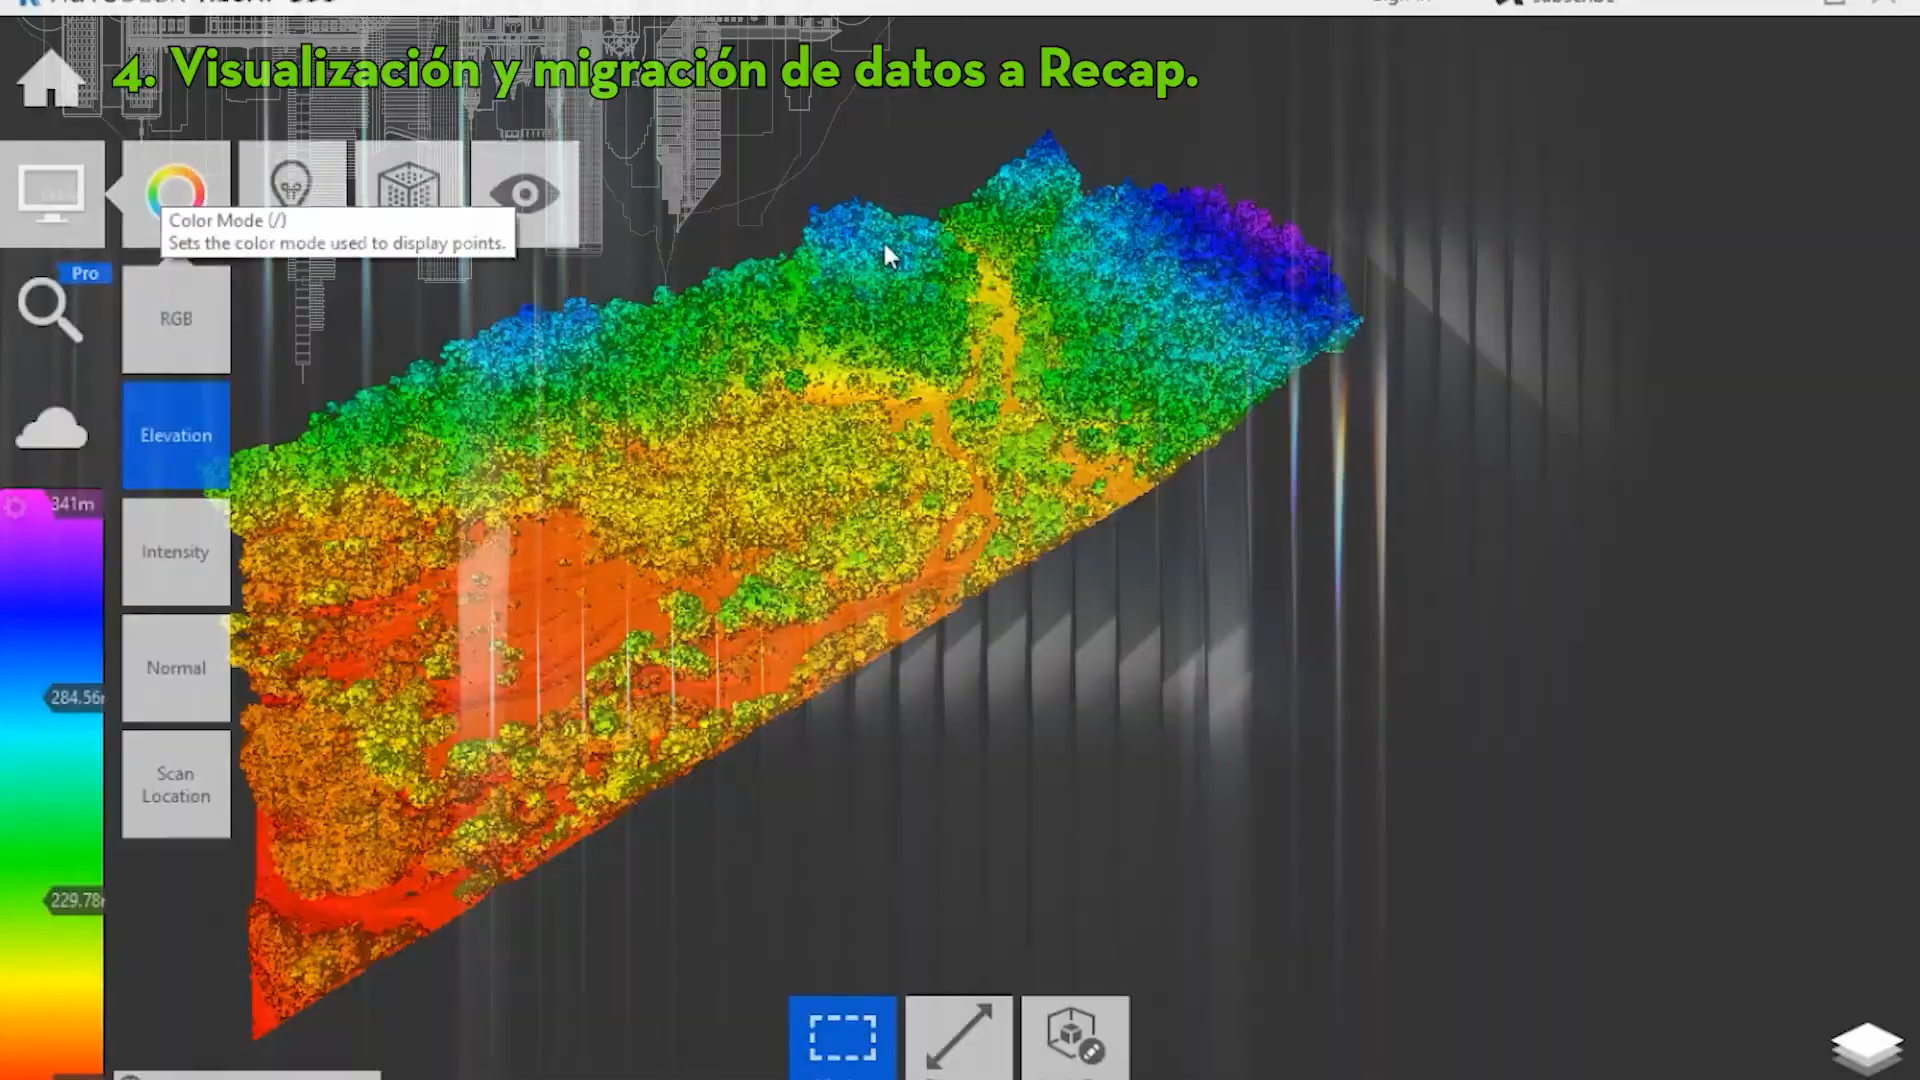 4. Visualización y migración de datos a Recap.
Color Mode (/)
Sets the color mode used to display points.
Pro
RGB
Elevation
341m
Intensity
Normal
284.56
Scan
Location
229.78